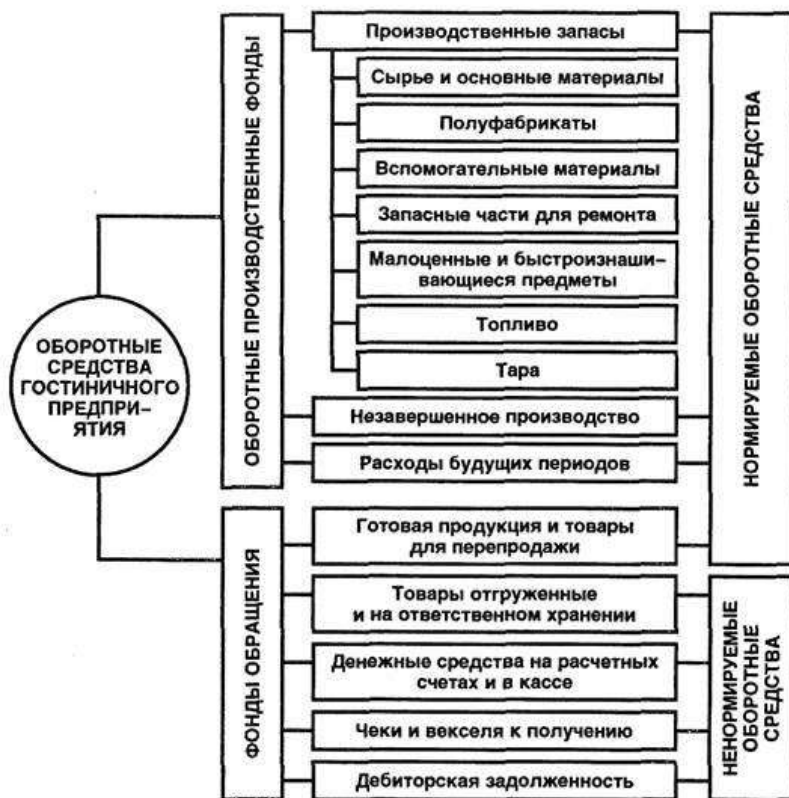 ОБОРОТНЫЕ
СРЕДСТВА
ГОСТИНИЧНОГО
ПРЕДПРИ-
ЯТИЯ
ОБОРОТНЫЕ ПРОИЗВОДСТВЕННЫЕ ФОНДЫ
Производственные запасы
Сырье и основные материалы
Полуфабрикаты
Вспомогательные материалы
Запасные части для ремонта
Малоценные и быстроизнаши-
вающиеся предметы
Топливо
Тара
Незавершенное производство
Расходы будущих периодов
ФОНДЫ ОБРАЩЕНИЯ
Готовая продукция и товары
для перепродажи
Товары отгруженные
и на ответственном хранении
Денежные средства на расчетных
счетах и в кассе
Чеки и векселя к получению
Дебиторская задолженность
НОРМИРУЕМЫЕ ОБОРОТНЫЕ СРЕДСТВА
НЕНОРМИРУЕМЫЕ
ОБОРОТНЫЕ
СРЕДСТВА